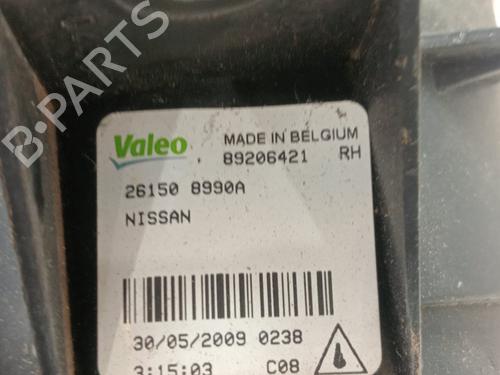 B-PARTS
Valeo
MADE IN BELGIUM
89206421 RH
26150 8990A
NISSAN
30/05/2009 0238
3:15:03 C08